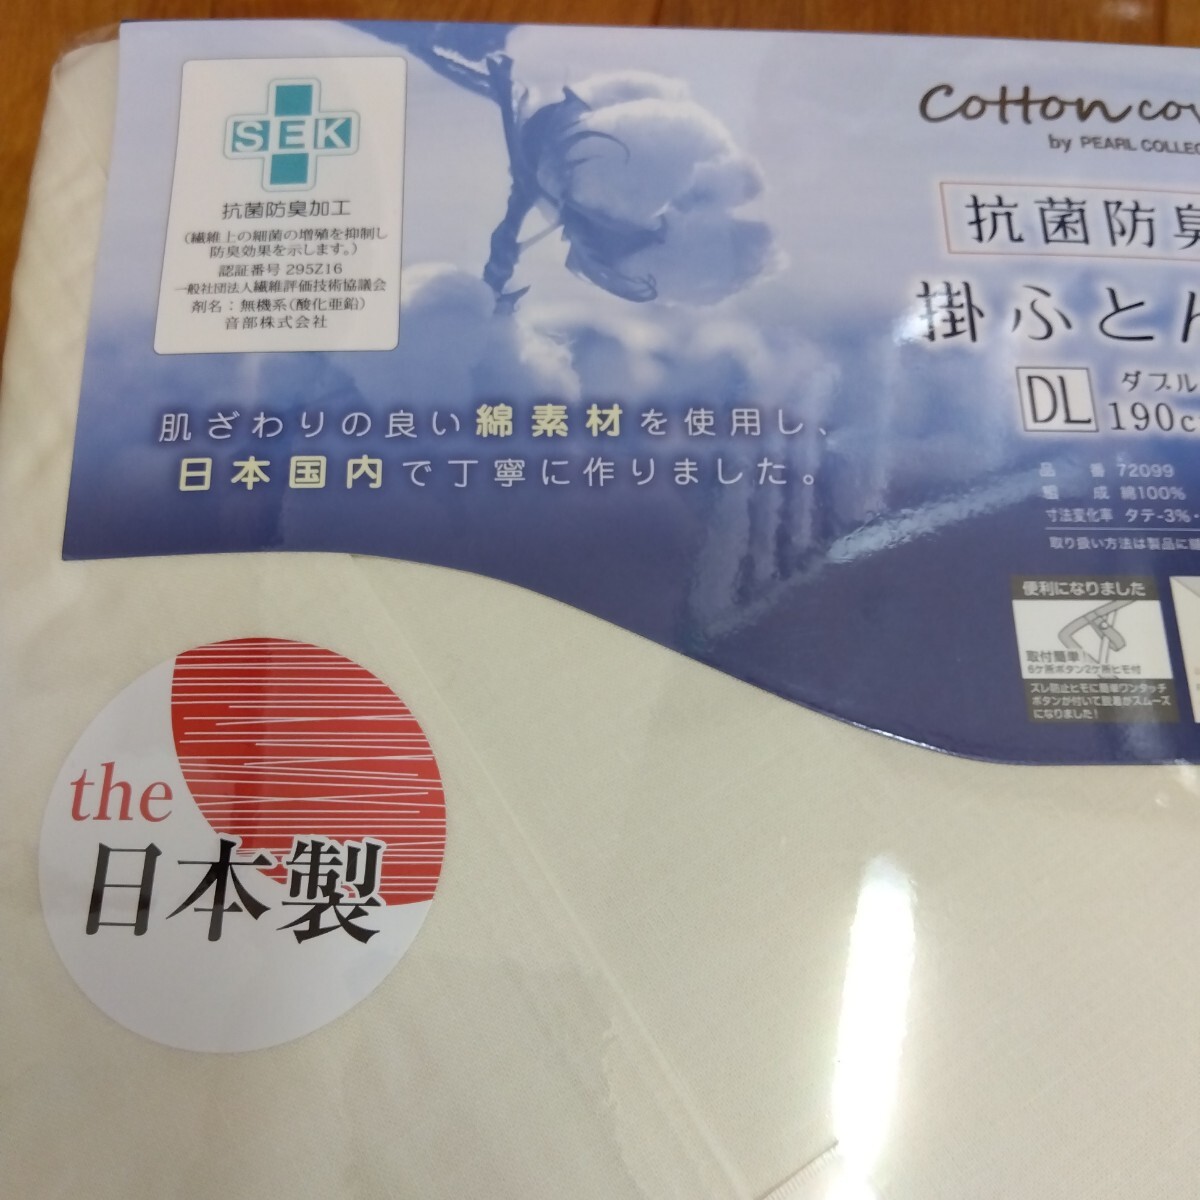 SEK
抗菌防臭加工
(繊維上の細菌の増殖を抑制し
防臭効果を示します。)
認証番号 295Z16
一般社団法人繊維評価技術協議会
剤名：無機系(酸化亜鉛)
音部株式会社
Cotton cov
by PEARL COLLEC
抗菌防臭
掛ふとん
DL ダブル
190c
品番 72099
組成 綿100%
寸法変化率 タテ-3%・
取り扱い方法は製品に
肌ざわりの良い綿素材を使用し、
日本国内で丁寧に作りました。
便利になりました
取付簡単!
6ケ所ボタン2ケ所ヒモ付
ズレ防止ヒモに簡単ワンタッチ
ボタンが付いて脱着がスムーズ
になりました!
the
日本製